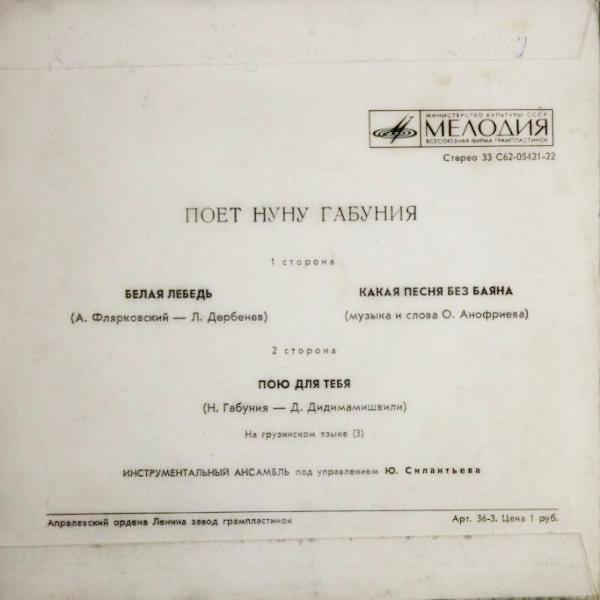 МИНИСТЕРСТВО КУЛЬТУРЫ СССР
МЕЛОДИЯ
ВСЕСОЮЗНАЯ ФИРМА ГРАМПЛАСТИНОК
Стерео 33 С62-05421-22
ПОЕТ НУНУ ГАБУНИЯ
1 сторона
БЕЛАЯ ЛЕБЕДЬ
(А. Флярковский — Л. Дербенев)
КАКАЯ ПЕСНЯ БЕЗ БАЯНА
(музыка и слова О. Анофриева)
2 сторона
ПОЮ ДЛЯ ТЕБЯ
(Н. Габуния — Д. Дидимамишвили)
На грузинском языке (3)
ИНСТРУМЕНТАЛЬНЫЙ АНСАМБЛЬ под управлением Ю. Силантьева
Апрелевский ордена Ленина завод грампластинок
Арт. 36-3. Цена 1 руб.